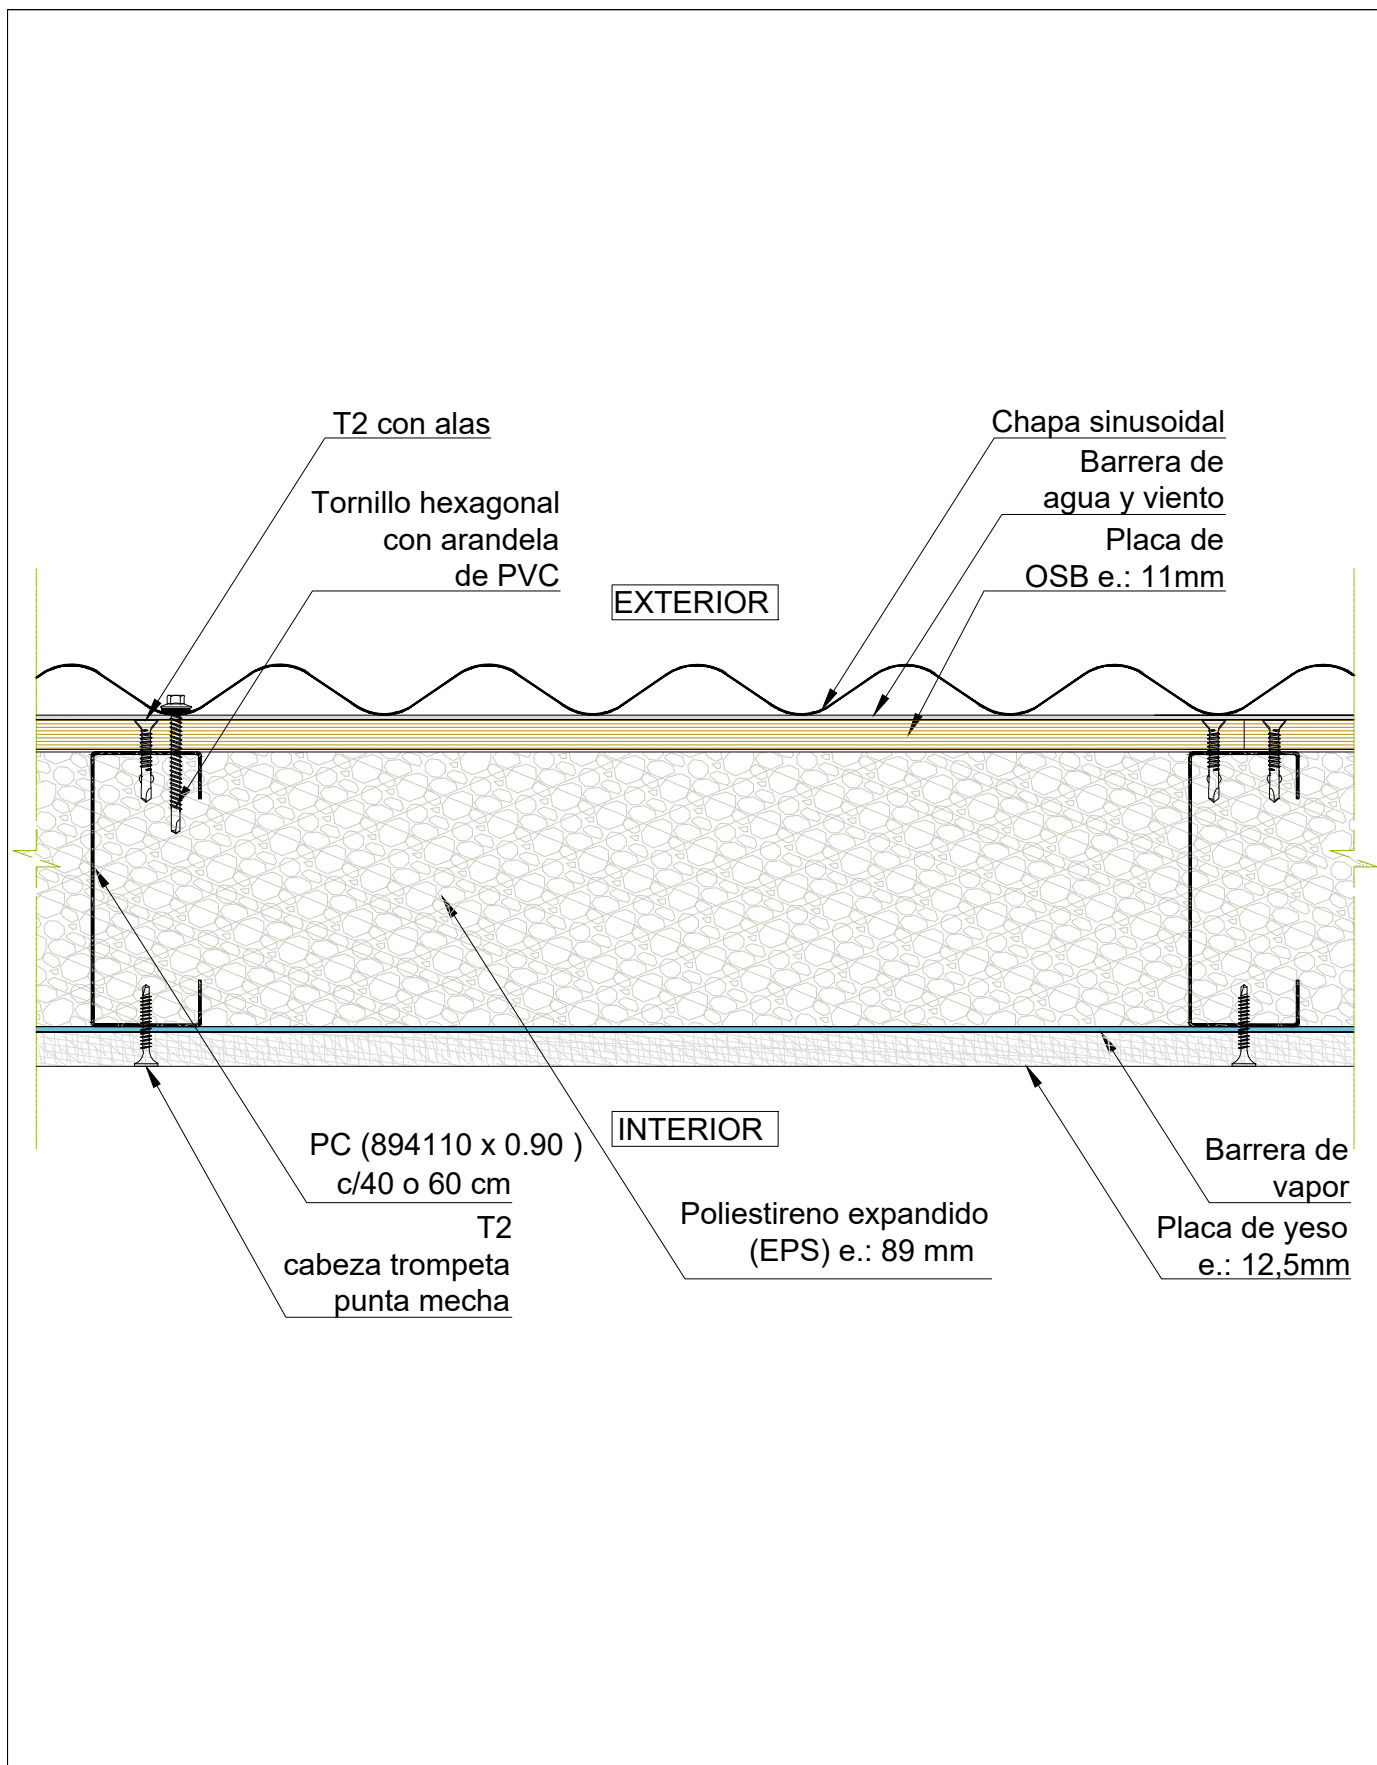 T2 con alas
Tornillo hexagonal
con arandela
de PVC
Chapa sinusoidal
Barrera de
agua y viento
Placa de
OSB e.: 11mm
EXTERIOR
INTERIOR
PC (894110 x 0.90 )
c/40 o 60 cm
T2
cabeza trompeta
punta mecha
Poliestireno expandido
(EPS) e.: 89 mm
Barrera de
vapor
Placa de yeso
e.: 12,5mm